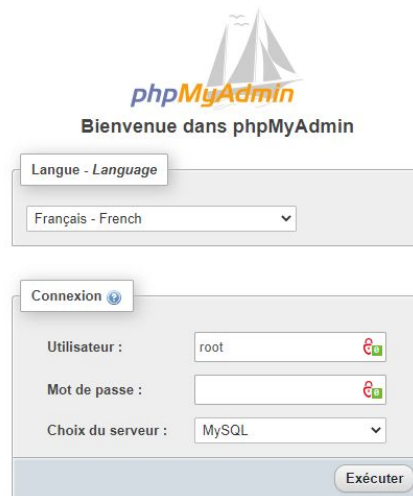 phpMyAdmin
Bienvenue dans phpMyAdmin
Langue - Language
Français - French
Connexion
Utilisateur :
root
Mot de passe :
Choix du serveur :
MySQL
Exécuter